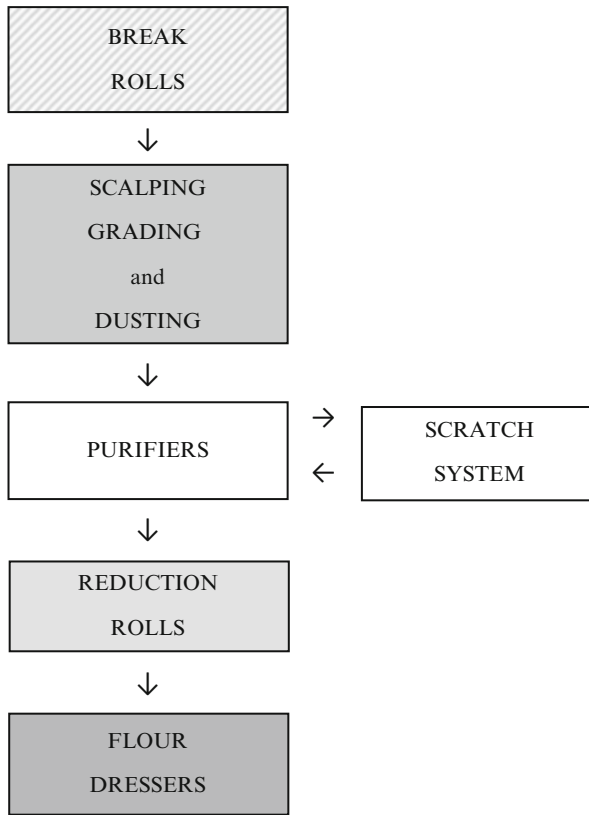 BREAK
ROLLS
SCALPING
GRADING
and
DUSTING
PURIFIERS
SCRATCH
SYSTEM
REDUCTION
ROLLS
FLOUR
DRESSERS